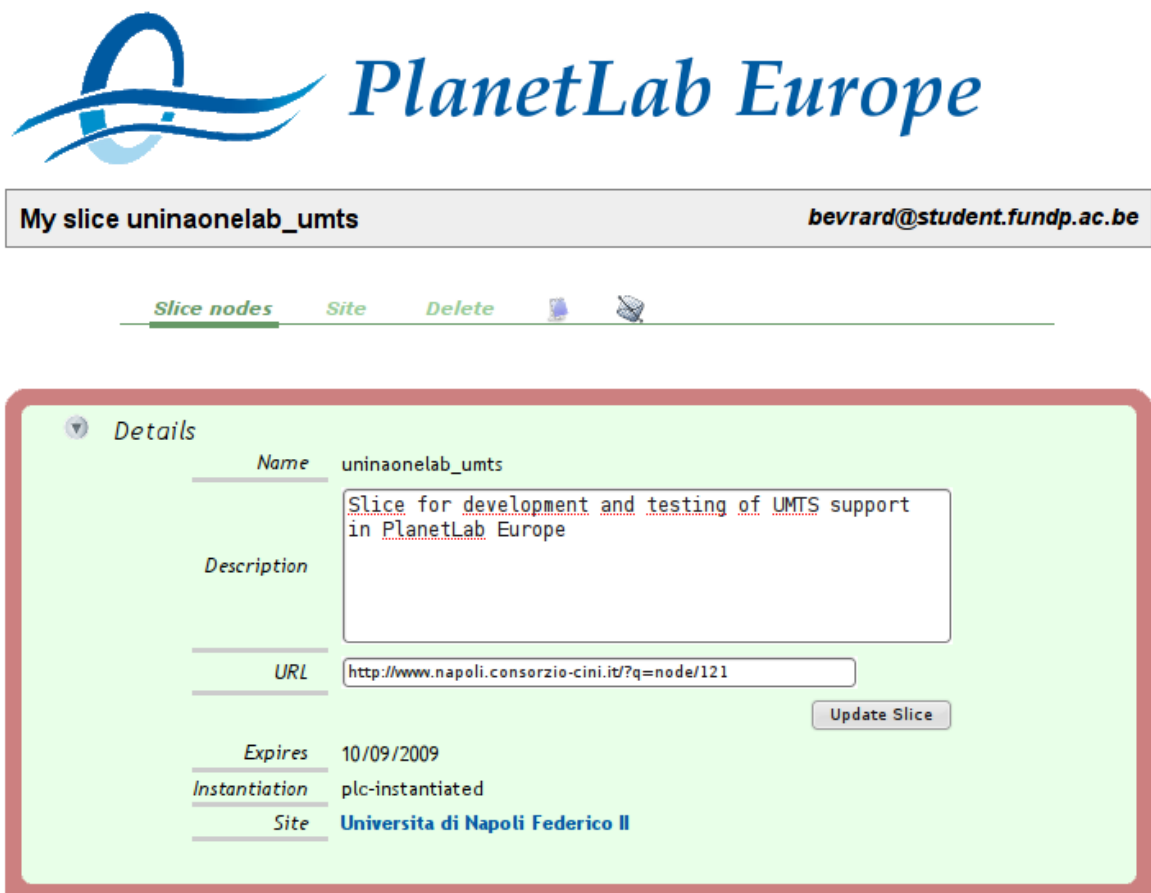 PlanetLab Europe
My slice uninaonelab_umts bevrard@student.fundp.ac.be
Slice nodes Site Delete
Details
Name uninaonelab_umts
Description Slice for development and testing of UMTS support
in PlanetLab Europe
URL http://www.napoli.consorzio-cini.it/?q=node/121
Update Slice
Expires 10/09/2009
Instantiation plc-instantiated
Site Universita di Napoli Federico II